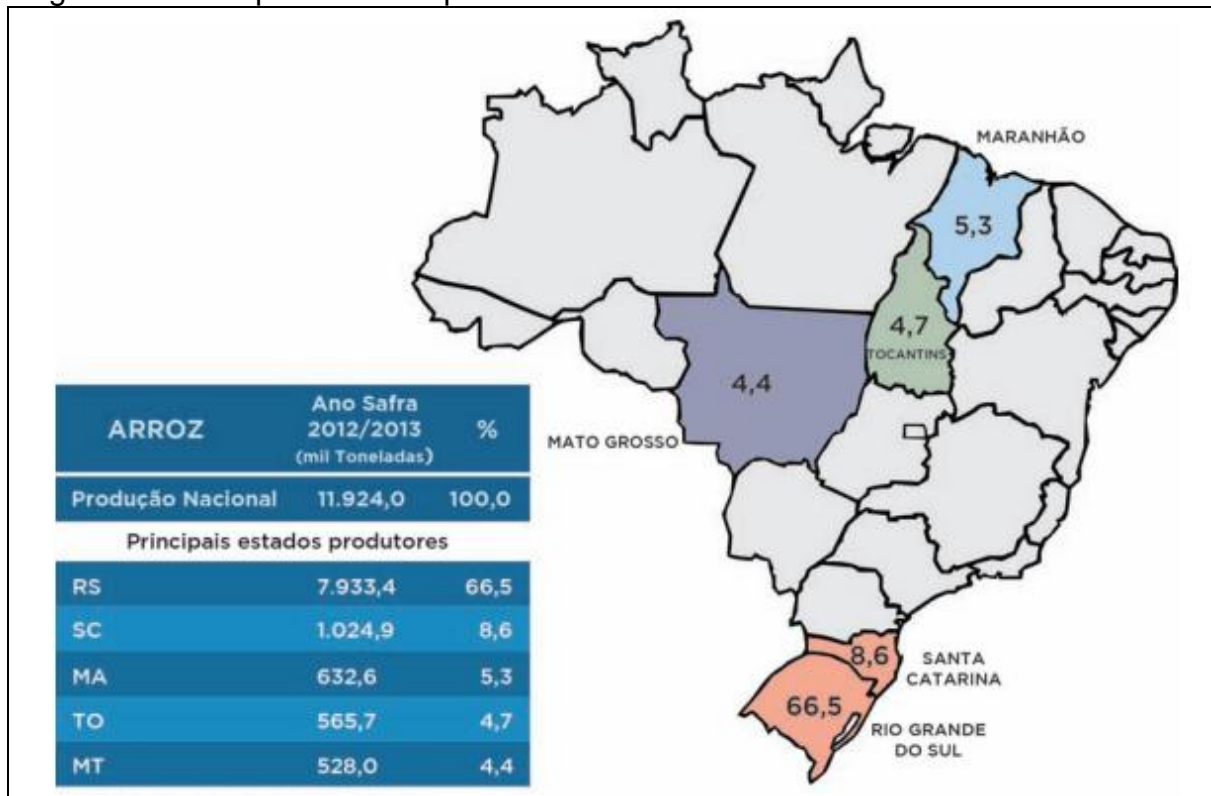 MARANHÃO
5,3
4,7
TOCANTINS
4,4
MATO GROSSO
ARROZ
Ano Safra
2012/2013
(mil Toneladas)
%
Produção Nacional 11.924,0 100,0
Principais estados produtores
RS 7.933,4 66,5
SC 1.024,9 8,6
MA 632,6 5,3
TO 565,7 4,7
MT 528,0 4,4
8,6
SANTA
CATARINA
66,5
RIO GRANDE
DO SUL